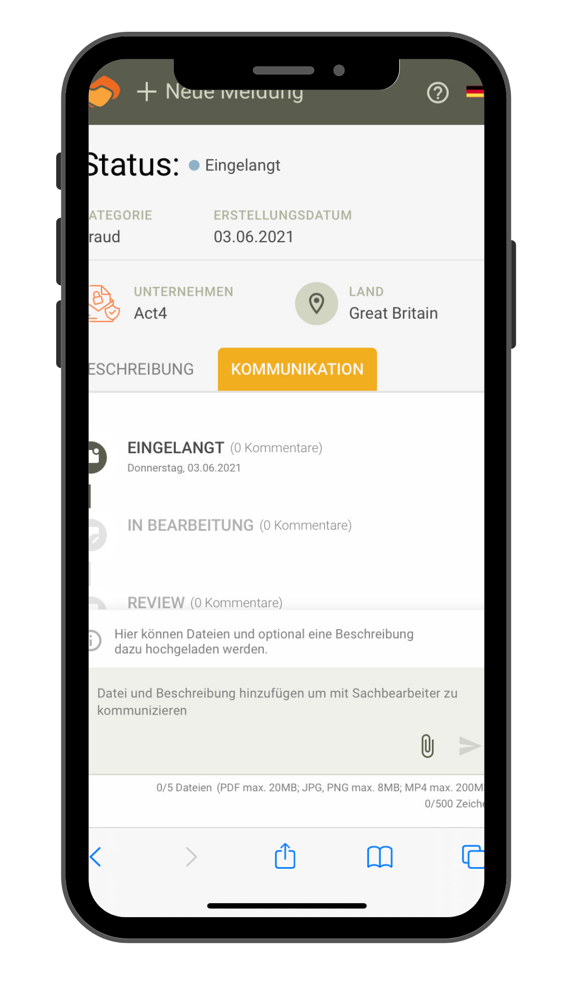 Neue Meldung
Status: Eingelangt
ATEGORIE ERSTELLUNGSDATUM
raud 03.06.2021
UNTERNEHMEN LAND
Act4 Great Britain
ESCHREIBUNG KOMMUNIKATION
EINGELANGT (0 Kommentare)
Donnerstag, 03.06.2021
IN BEARBEITUNG (0 Kommentare)
REVIEW (0 Kommentare)
Hier können Dateien und optional eine Beschreibung
dazu hochgeladen werden.
Datei und Beschreibung hinzufügen um mit Sachbearbeiter zu
kommunizieren
0/5 Dateien (PDF max. 20MB; JPG, PNG max. 8MB; MP4 max. 200M
0/500 Zeiche